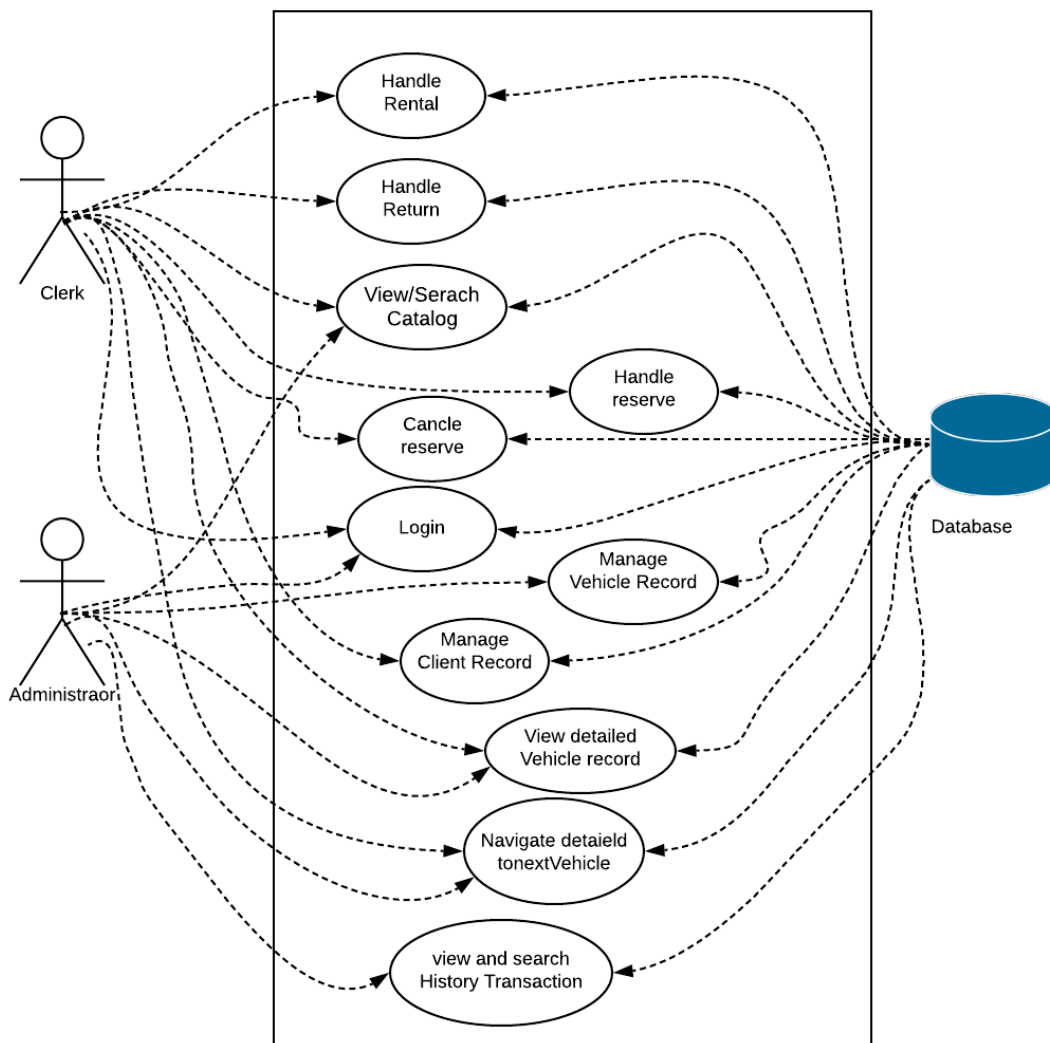 Handle
Rental
Handle
Return
Clerk
View/Serach
Catalog
Handle
reserve
Cancle
reserve
Login
Database
Manage
Vehicle Record
Manage
Client Record
Administraor
View detailed
Vehicle record
Navigate detaieId
tonextVehicle
view and search
History Transaction